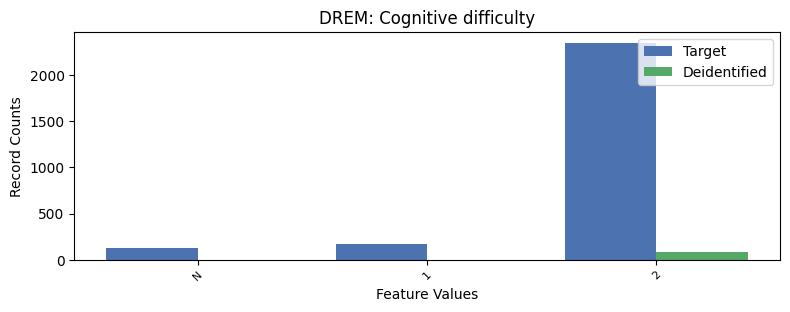 DREM: Cognitive difficulty
Target
Deidentified
Record Counts
2000
1500
1000
500
0
N
1
2
Feature Values